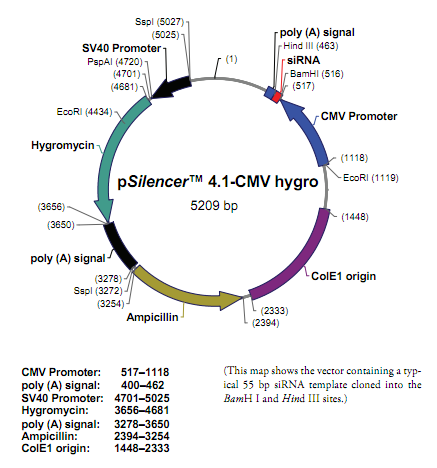 SspI (5027)
(5025)
SV40 Promoter
PspAI (4720)
(4701)
(4681)
(1)
poly (A) signal
Hind III (463)
siRNA
BamHI (516)
(517)
CMV Promoter
EcoRI (4434)
Hygromycin
(1118)
EcoRI (1119)
pSilencer™ 4.1-CMV hygro
5209 bp
(3656)
(3650)
(1448)
poly (A) signal
ColE1 origin
(3278)
SspI (3272)
(3254)
Ampicillin
(2333)
(2394)
CMV Promoter: 517–1118
poly (A) signal: 400–462
SV40 Promoter: 4701–5025
Hygromycin: 3656–4681
poly (A) signal: 3278–3650
Ampicillin: 2394–3254
ColE1 origin: 1448–2333
(This map shows the vector containing a typ-
ical 55 bp siRNA template cloned into the
BamH I and Hind III sites.)